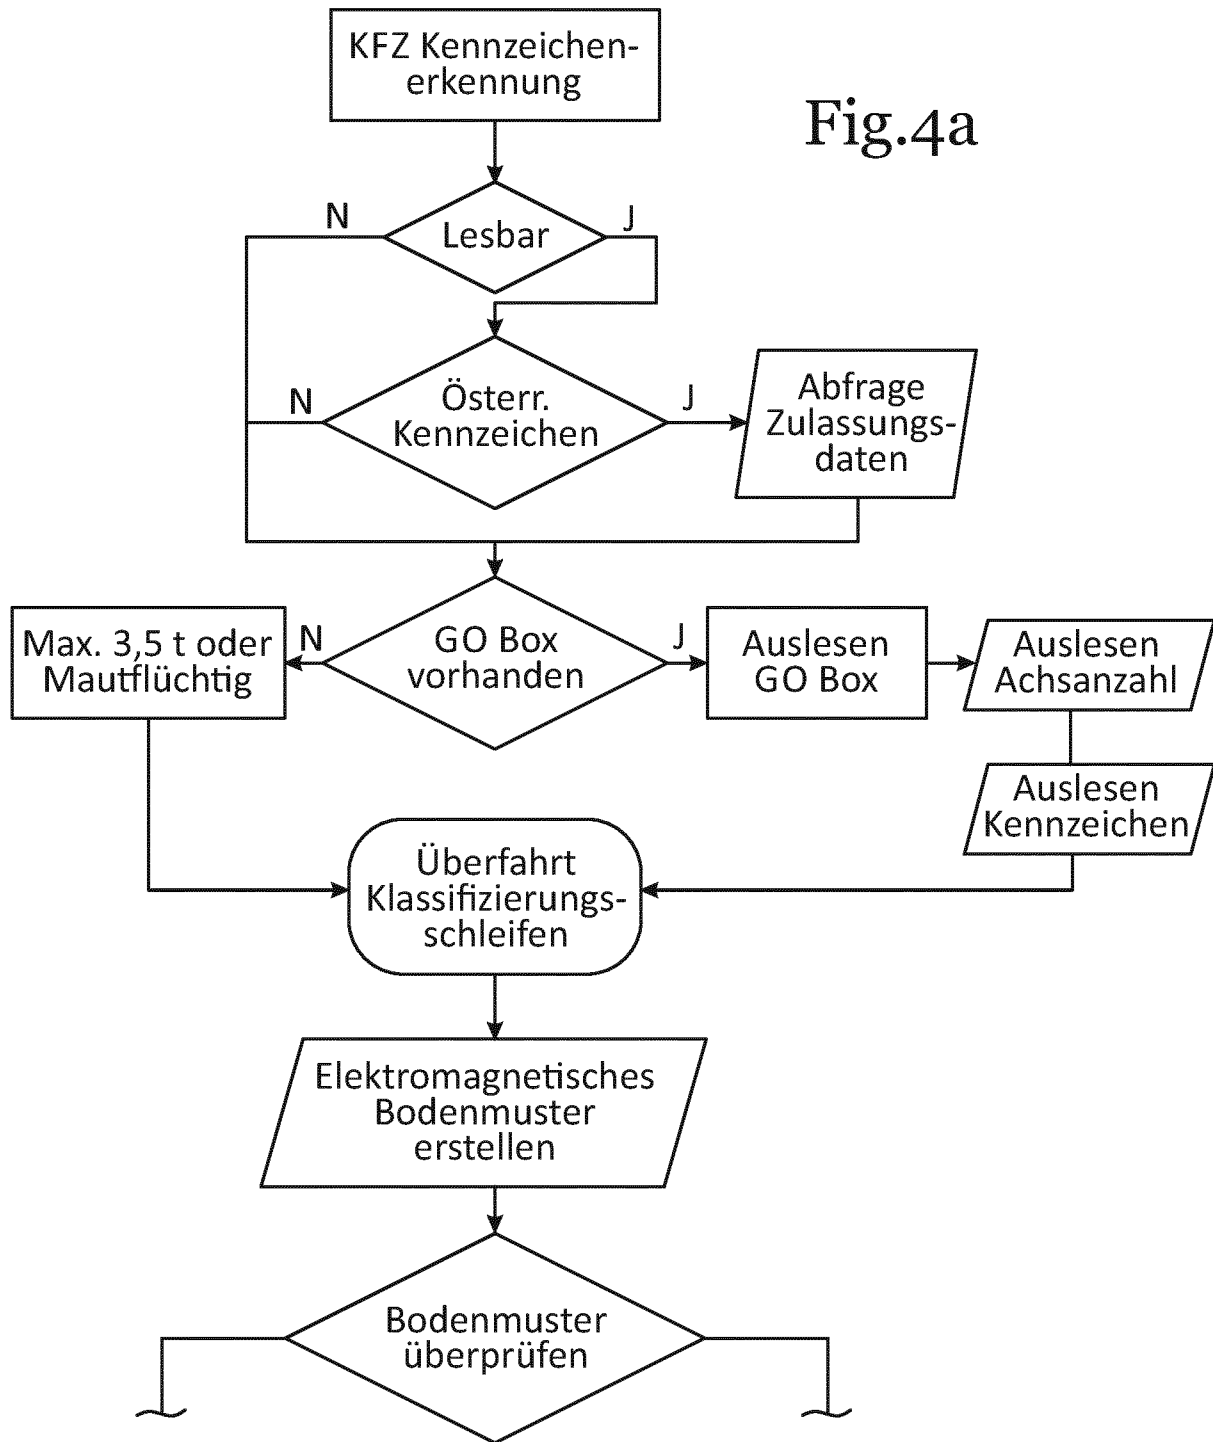 KFZ Kennzeichen-
erkennung
Fig.4a
N
J
Lesbar
N
Österr.
Kennzeichen
J
Abfrage
Zulassungs-
daten
Max. 3,5 t oder
Mautflüchtig
N
GO Box
vorhanden
J
Auslesen
GO Box
Auslesen
Achsanzahl
Auslesen
Kennzeichen
Überfahrt
Klassifizierungs-
schleifen
Elektromagnetisches
Bodenmuster
erstellen
Bodenmuster
überprüfen